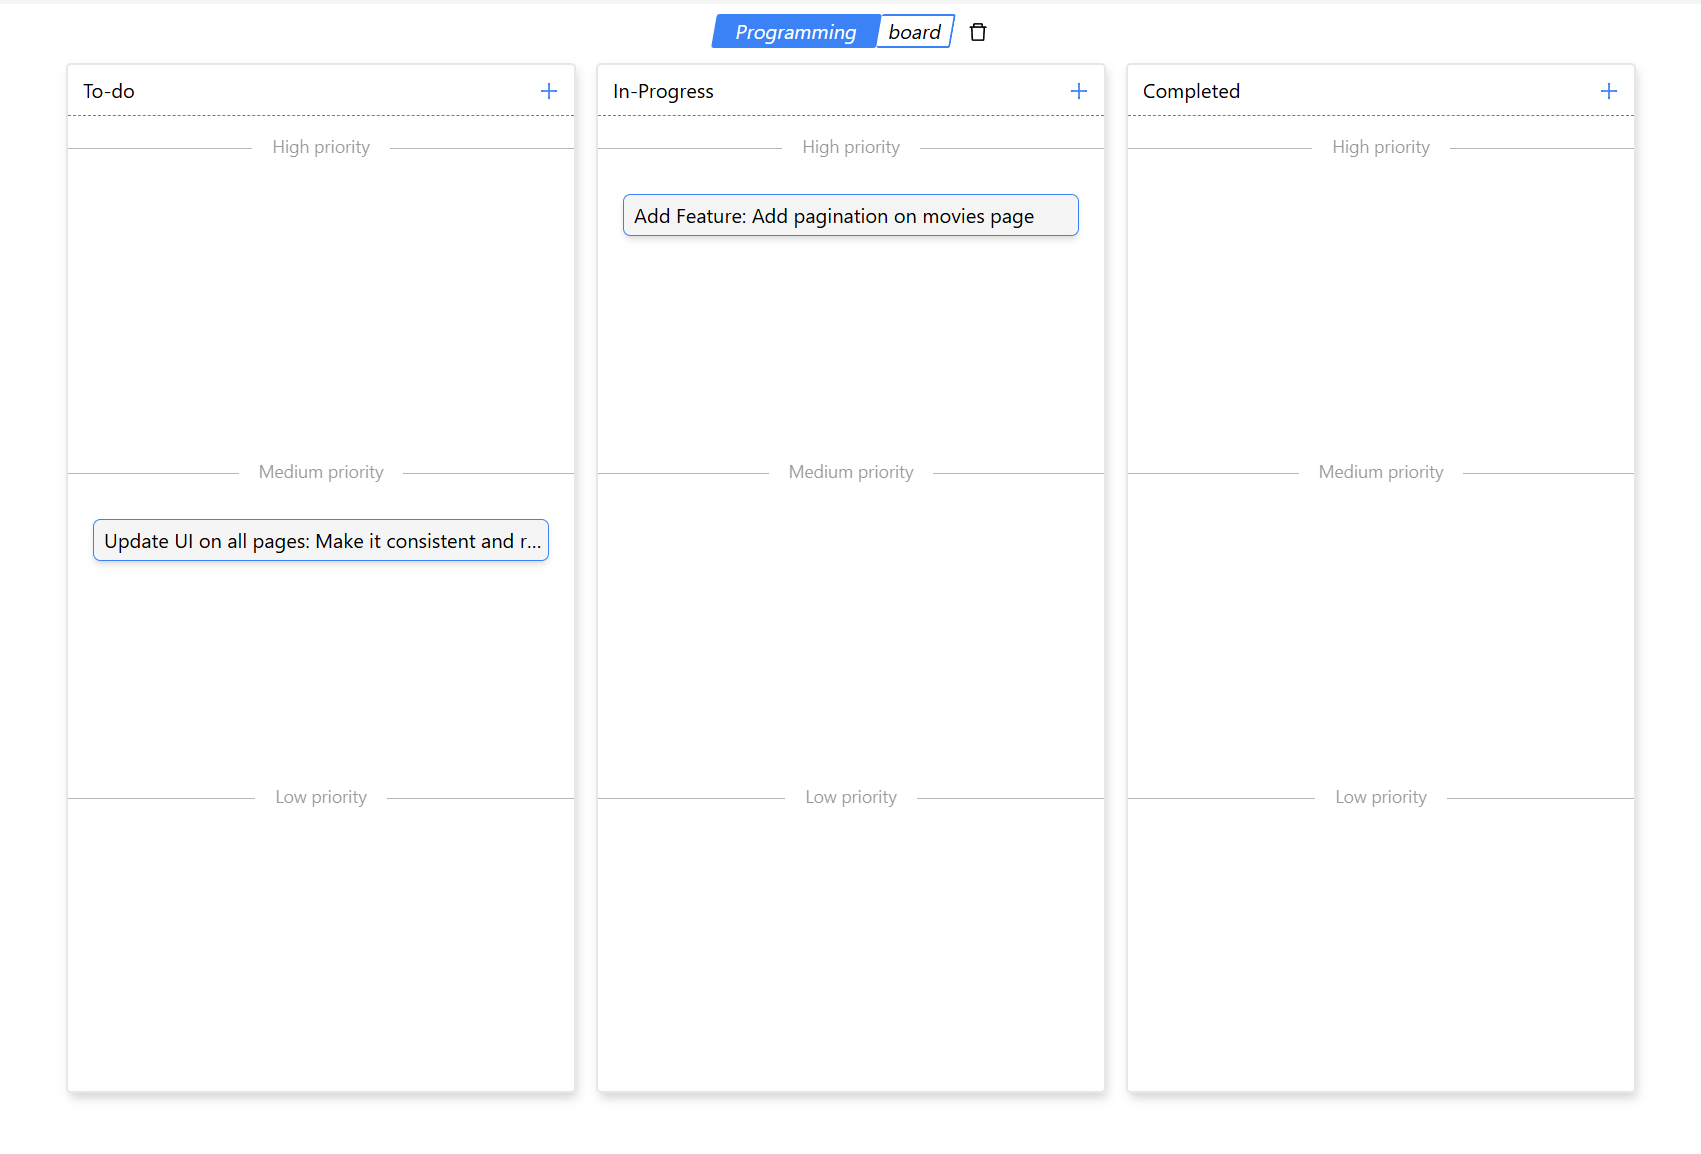 Programming board
To-do
High priority
Medium priority
Update UI on all pages: Make it consistent and r...
Low priority
In-Progress
High priority
Add Feature: Add pagination on movies page
Medium priority
Low priority
Completed
High priority
Medium priority
Low priority